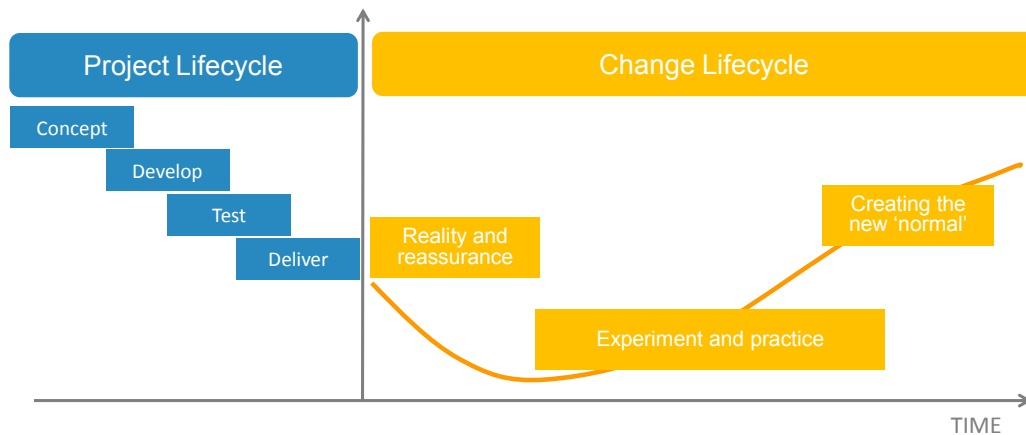 Project Lifecycle
Change Lifecycle
Concept
Develop
Test
Deliver
Reality and
reassurance
Experiment and practice
Creating the
new ‘normal’
TIME